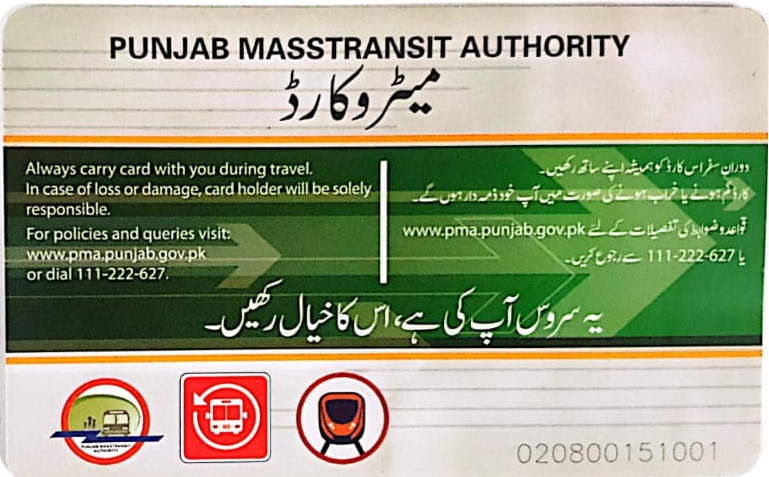 PUNJAB MASSTRANSIT AUTHORITY
میٹرو کارڈ
Always carry card with you during travel.
In case of loss or damage, card holder will be solely
responsible.
For policies and queries visit:
www.pma.punjab.gov.pk
or dial 111-222-627.
دوران سفر اس کارڈ کو ہمیشہ اپنے ساتھ رکھیں۔
کارڈ گم ہونے یا خراب ہونے کی صورت میں آپ خود ذمہ دار ہوں گے۔
قواعد و ضوابط کی تفصیلات کے لئے www.pma.punjab.gov.pk
یا 111-222-627 سے رجوع کریں۔
یہ سروس آپ کی ہے، اس کا خیال رکھیں۔
PUNJAB MASSTRANSIT
AUTHORITY
020800151001